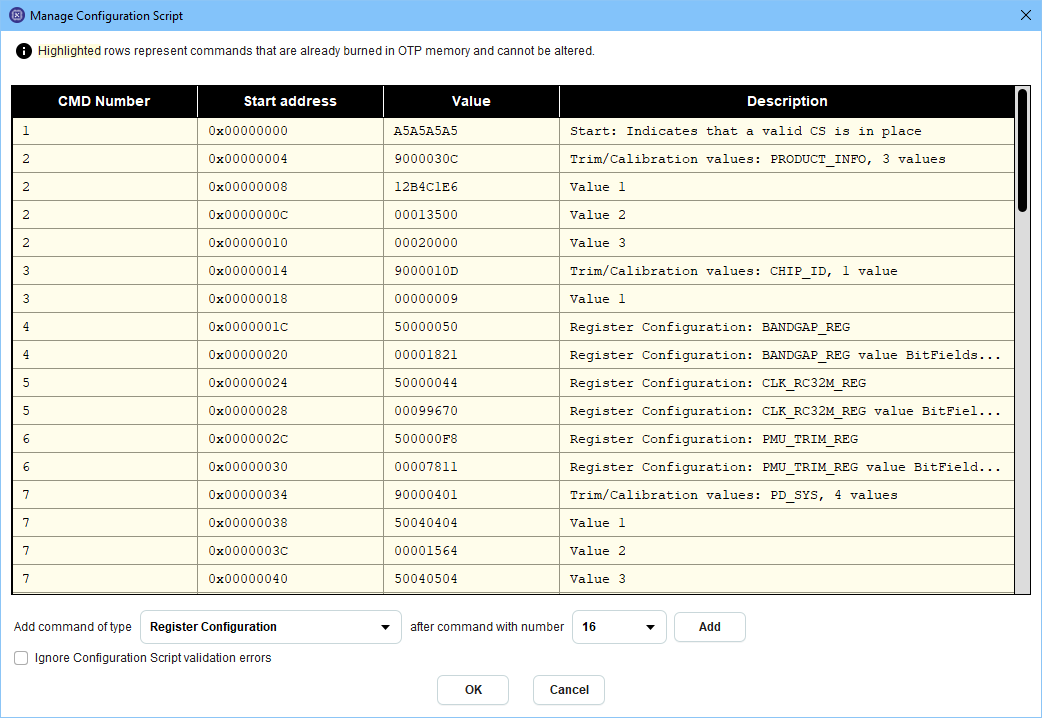 Manage Configuration Script
Highlighted rows represent commands that are already burned in OTP memory and cannot be altered.
CMD Number Start address Value Description
1 0x00000000 A5A5A5A5 Start: Indicates that a valid CS is in place
2 0x00000004 9000030C Trim/Calibration values: PRODUCT_INFO, 3 values
2 0x00000008 12B4C1E6 Value 1
2 0x0000000C 00013500 Value 2
2 0x00000010 00020000 Value 3
3 0x00000014 9000010D Trim/Calibration values: CHIP_ID, 1 value
3 0x00000018 00000009 Value 1
4 0x0000001C 50000050 Register Configuration: BANDGAP_REG
4 0x00000020 00001821 Register Configuration: BANDGAP_REG value BitFields...
5 0x00000024 50000044 Register Configuration: CLK_RC32M_REG
5 0x00000028 00099670 Register Configuration: CLK_RC32M_REG value BitFiel...
6 0x0000002C 500000F8 Register Configuration: PMU_TRIM_REG
6 0x00000030 00007811 Register Configuration: PMU_TRIM_REG value BitField...
7 0x00000034 90000401 Trim/Calibration values: PD_SYS, 4 values
7 0x00000038 50040404 Value 1
7 0x0000003C 00001564 Value 2
7 0x00000040 50040504 Value 3
Add command of type Register Configuration after command with number 16 Add
Ignore Configuration Script validation errors
OK Cancel